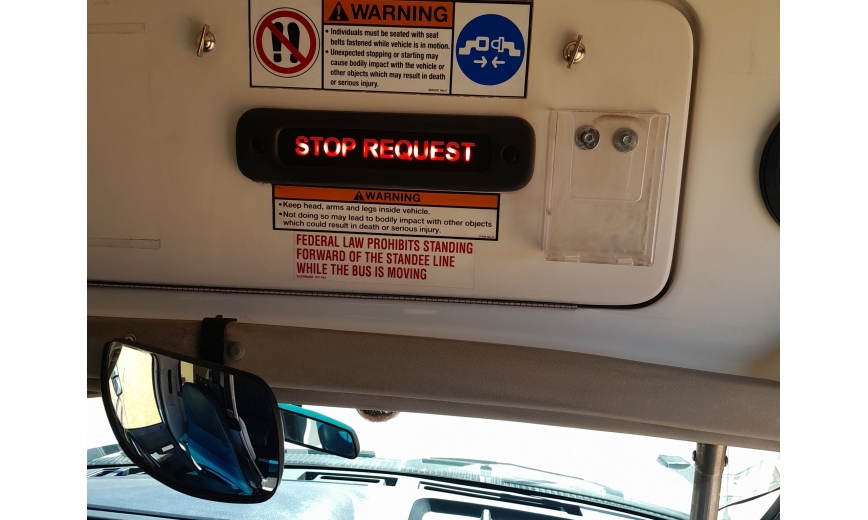 WARNING
• Individuals must be seated with seat
belts fastened while vehicle is in motion.
• Unexpected stopping or starting may
cause bodily impact with the vehicle or
other objects which may result in death
or serious injury.
STOP REQUEST
WARNING
• Keep head, arms and legs inside vehicle.
• Not doing so may lead to bodily impact with other objects
which could result in death or serious injury.
FEDERAL LAW PROHIBITS STANDING
FORWARD OF THE STANDEE LINE
WHILE THE BUS IS MOVING